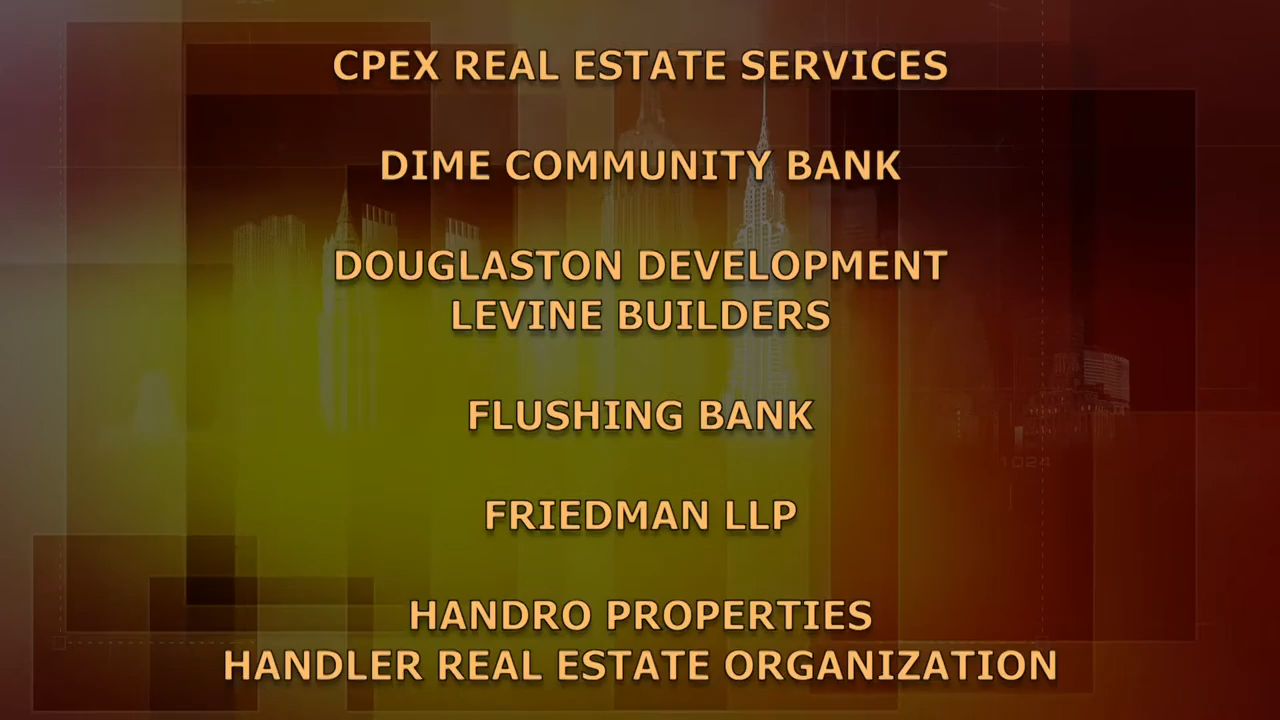 CPEX REAL ESTATE SERVICES
DIME COMMUNITY BANK
DOUGLASTON DEVELOPMENT
LEVINE BUILDERS
FLUSHING BANK
1024
FRIEDMAN LLP
HANDRO PROPERTIES
HANDLER REAL ESTATE ORGANIZATION